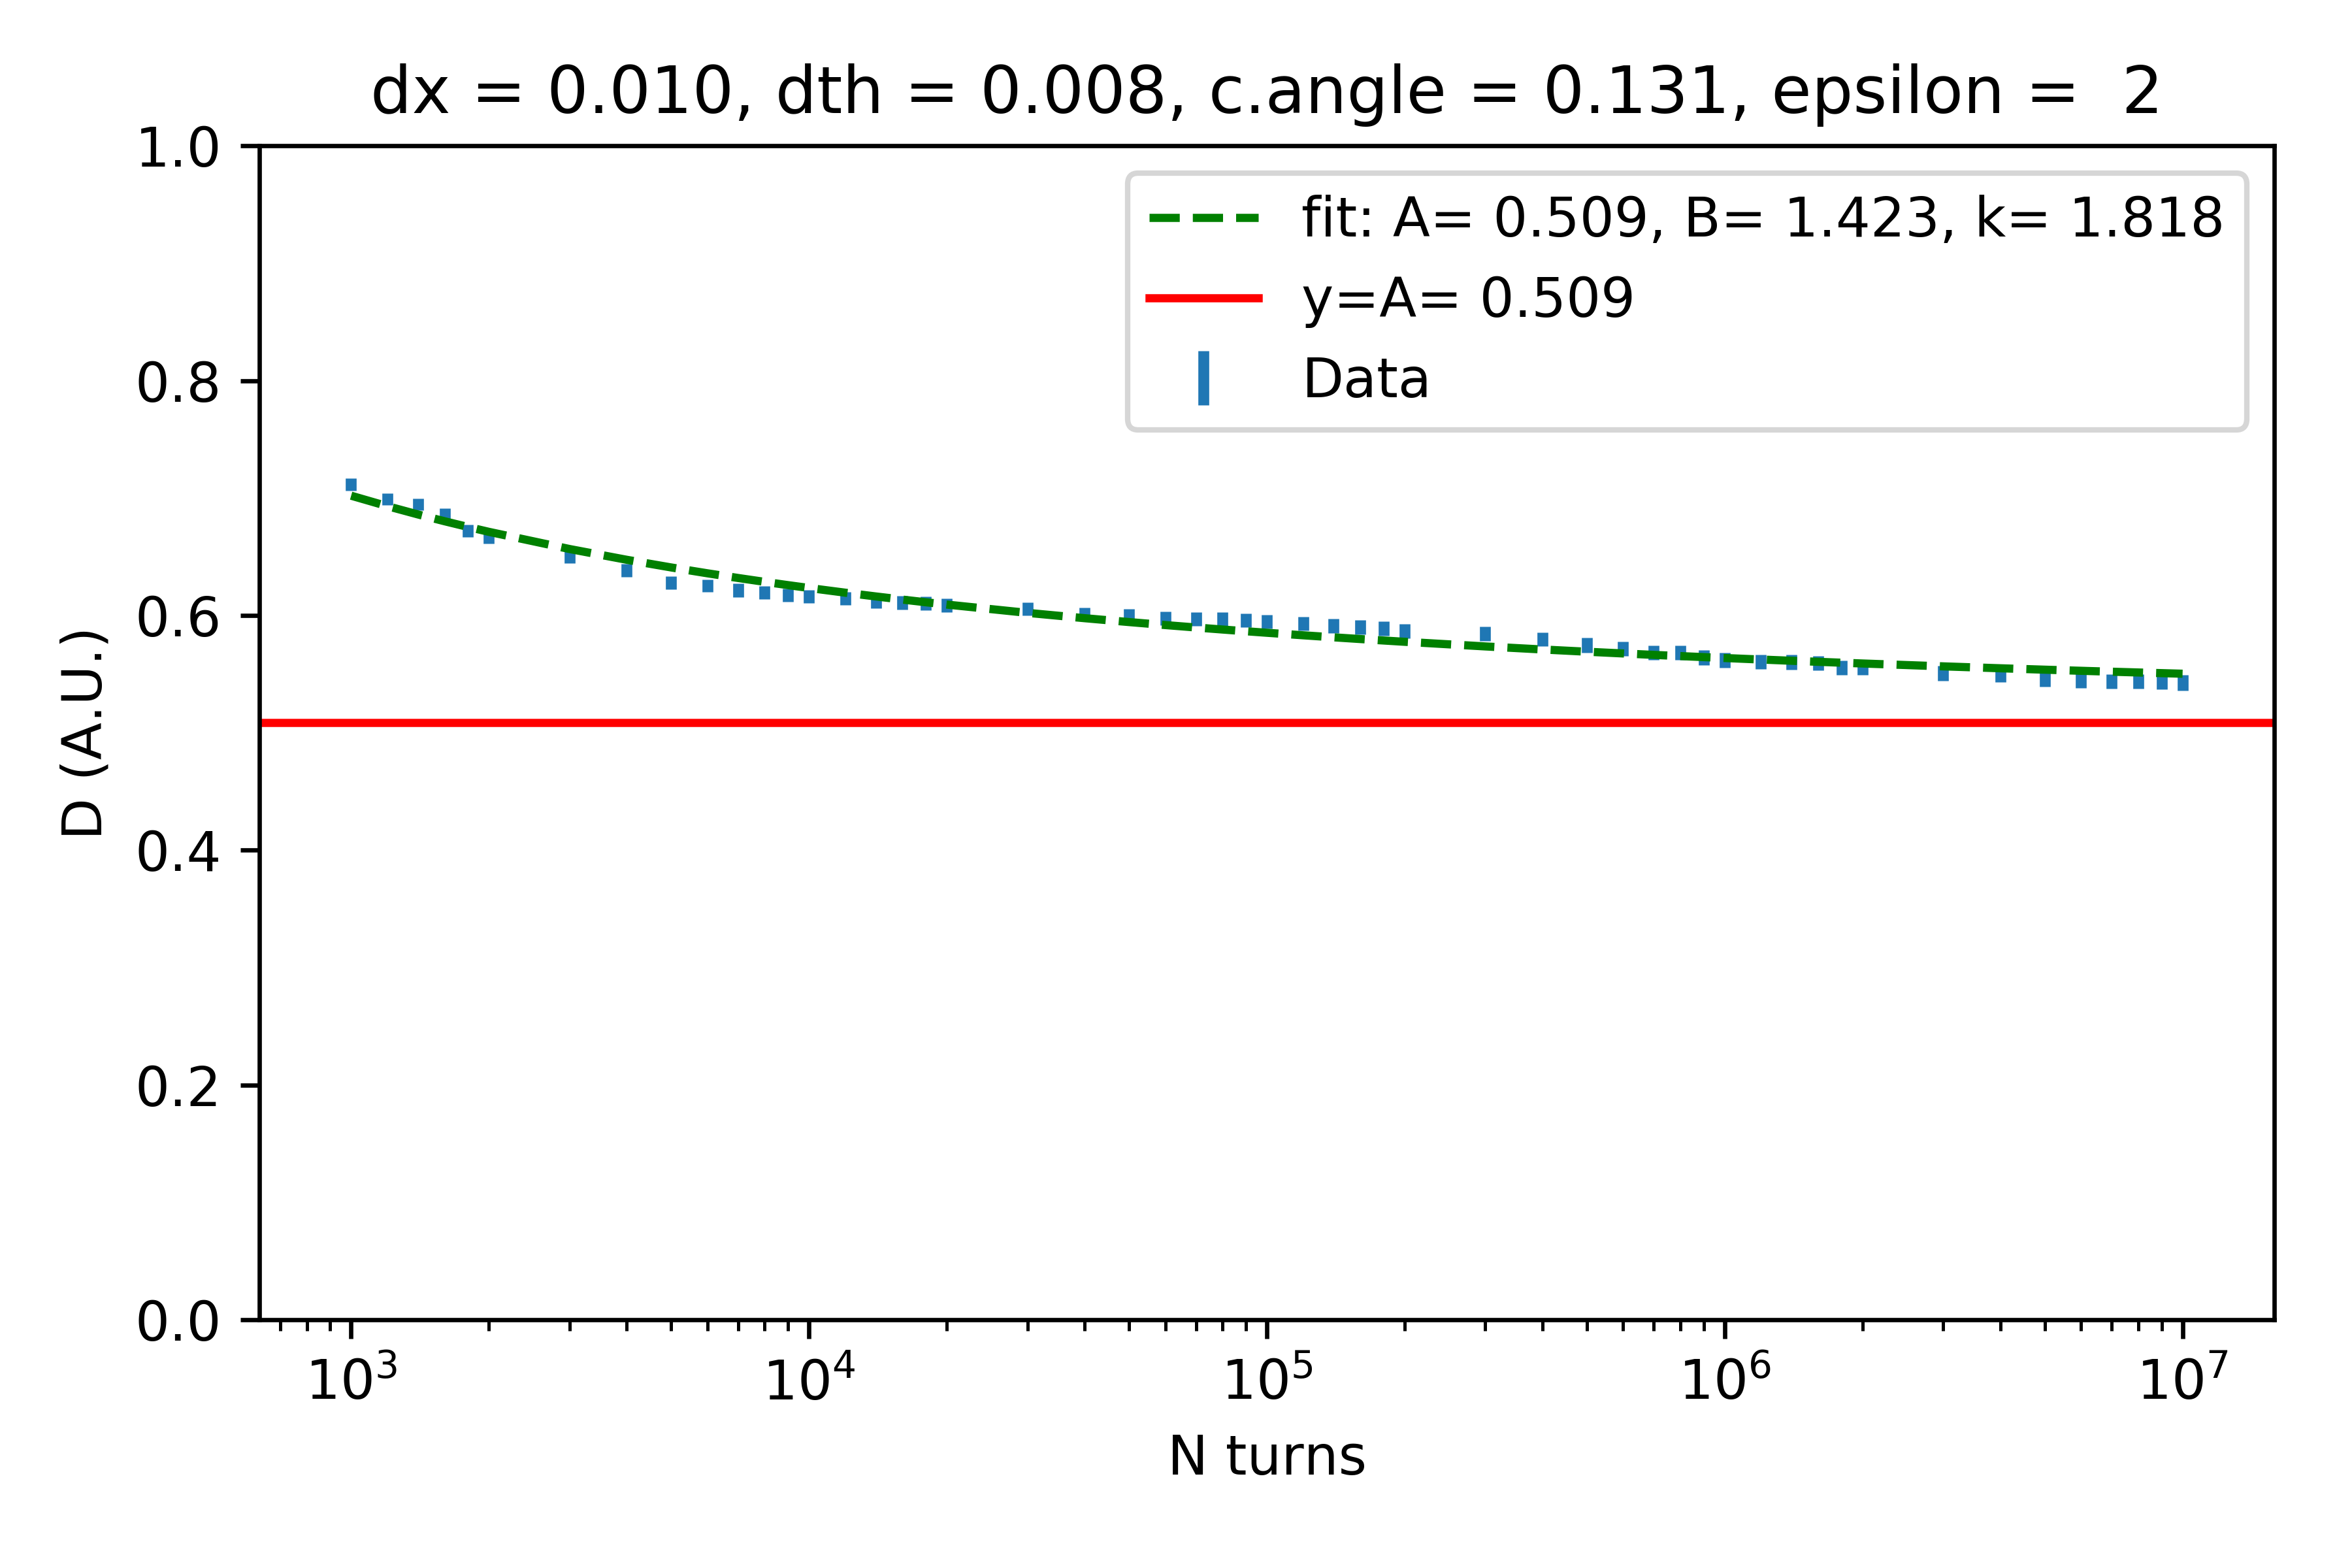 dx = 0.010, dth = 0.008, c.angle = 0.131, epsilon =  2
1.0
0.8
0.6
0.4
0.2
0.0
D (A.U.)
fit: A= 0.509, B= 1.423, k= 1.818
y=A= 0.509
Data
10³ 10⁴ 10⁵ 10⁶ 10⁷
N turns